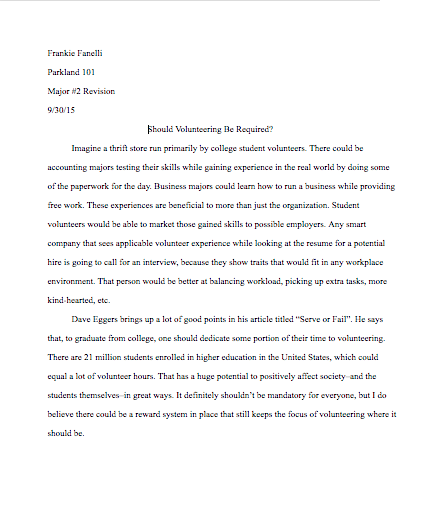 Frankie Fanelli
Parkland 101
Major #2 Revision
9/30/15
Should Volunteering Be Required?
Imagine a thrift store run primarily by college student volunteers. There could be
accounting majors testing their skills while gaining experience in the real world by doing some
of the paperwork for the day. Business majors could learn how to run a business while providing
free work. These experiences are beneficial to more than just the organization. Student
volunteers would be able to market those gained skills to possible employers. Any smart
company that sees applicable volunteer experience while looking at the resume for a potential
hire is going to call for an interview, because they show traits that would fit in any workplace
environment. That person would be better at balancing workload, picking up extra tasks, more
kind-hearted, etc.
Dave Eggers brings up a lot of good points in his article titled “Serve or Fail”. He says
that, to graduate from college, one should dedicate some portion of their time to volunteering.
There are 21 million students enrolled in higher education in the United States, which could
equal a lot of volunteer hours. That has a huge potential to positively affect society–and the
students themselves–in great ways. It definitely shouldn’t be mandatory for everyone, but I do
believe there could be a reward system in place that still keeps the focus of volunteering where it
should be.